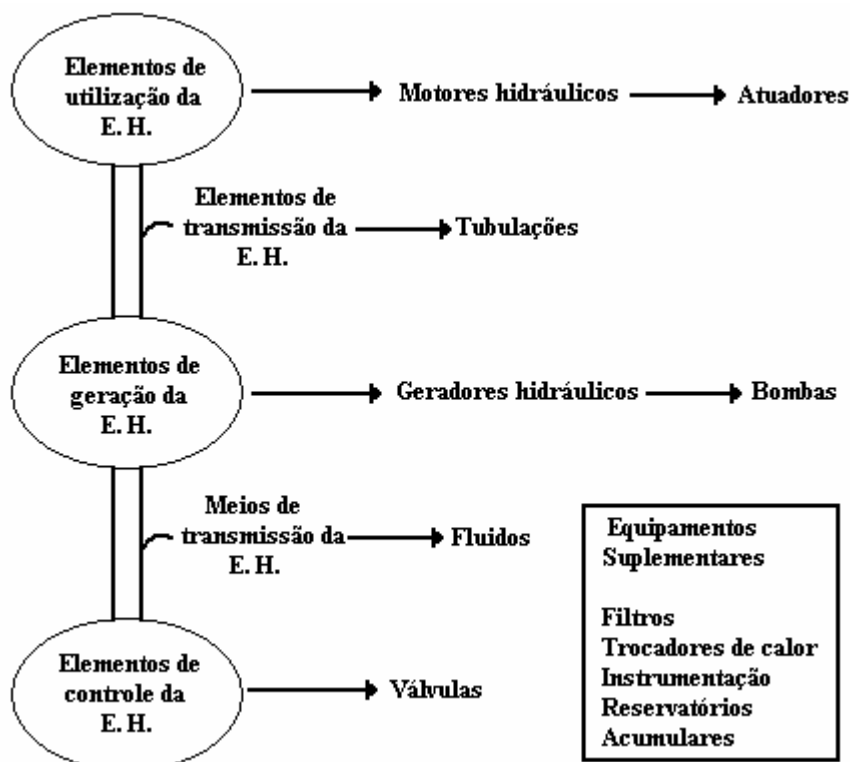 Elementos de
utilização da
E. H.
Motores hidráulicos
Atuadores
Elementos de
transmissão da
E. H.
Tubulações
Elementos de
geração da
E. H.
Geradores hidráulicos
Bombas
Meios de
transmissão da
E. H.
Fluidos
Elementos de
controle da
E. H.
Válvulas
Equipamentos
Suplementares
Filtros
Trocadores de calor
Instrumentação
Reservatórios
Acumulares